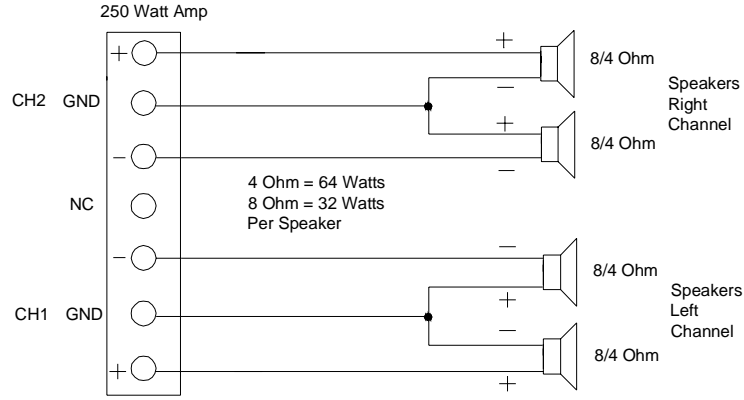 250 Watt Amp
+
+
8/4 Ohm
CH2 GND
−
Speakers
Right
Channel
+
8/4 Ohm
−
−
4 Ohm = 64 Watts
8 Ohm = 32 Watts
Per Speaker
NC
−
−
8/4 Ohm
+
Speakers
Left
Channel
CH1 GND
−
8/4 Ohm
+
+